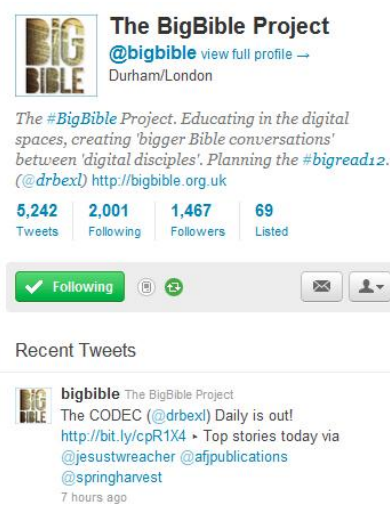 BIG
BIBLE
The BigBible Project
@bigbible view full profile →
Durham/London
The #BigBible Project. Educating in the digital
spaces, creating 'bigger Bible conversations'
between 'digital disciples'. Planning the #bigread12.
(@drbexl) http://bigbible.org.uk
5,242 2,001 1,467 69
Tweets Following Followers Listed
Following
Recent Tweets
BIG
BIBLE
bigbible The BigBible Project
The CODEC (@drbexl) Daily is out!
http://bit.ly/cpR1X4 ▸ Top stories today via
@jesustwreacher @afjpublications
@springharvest
7 hours ago